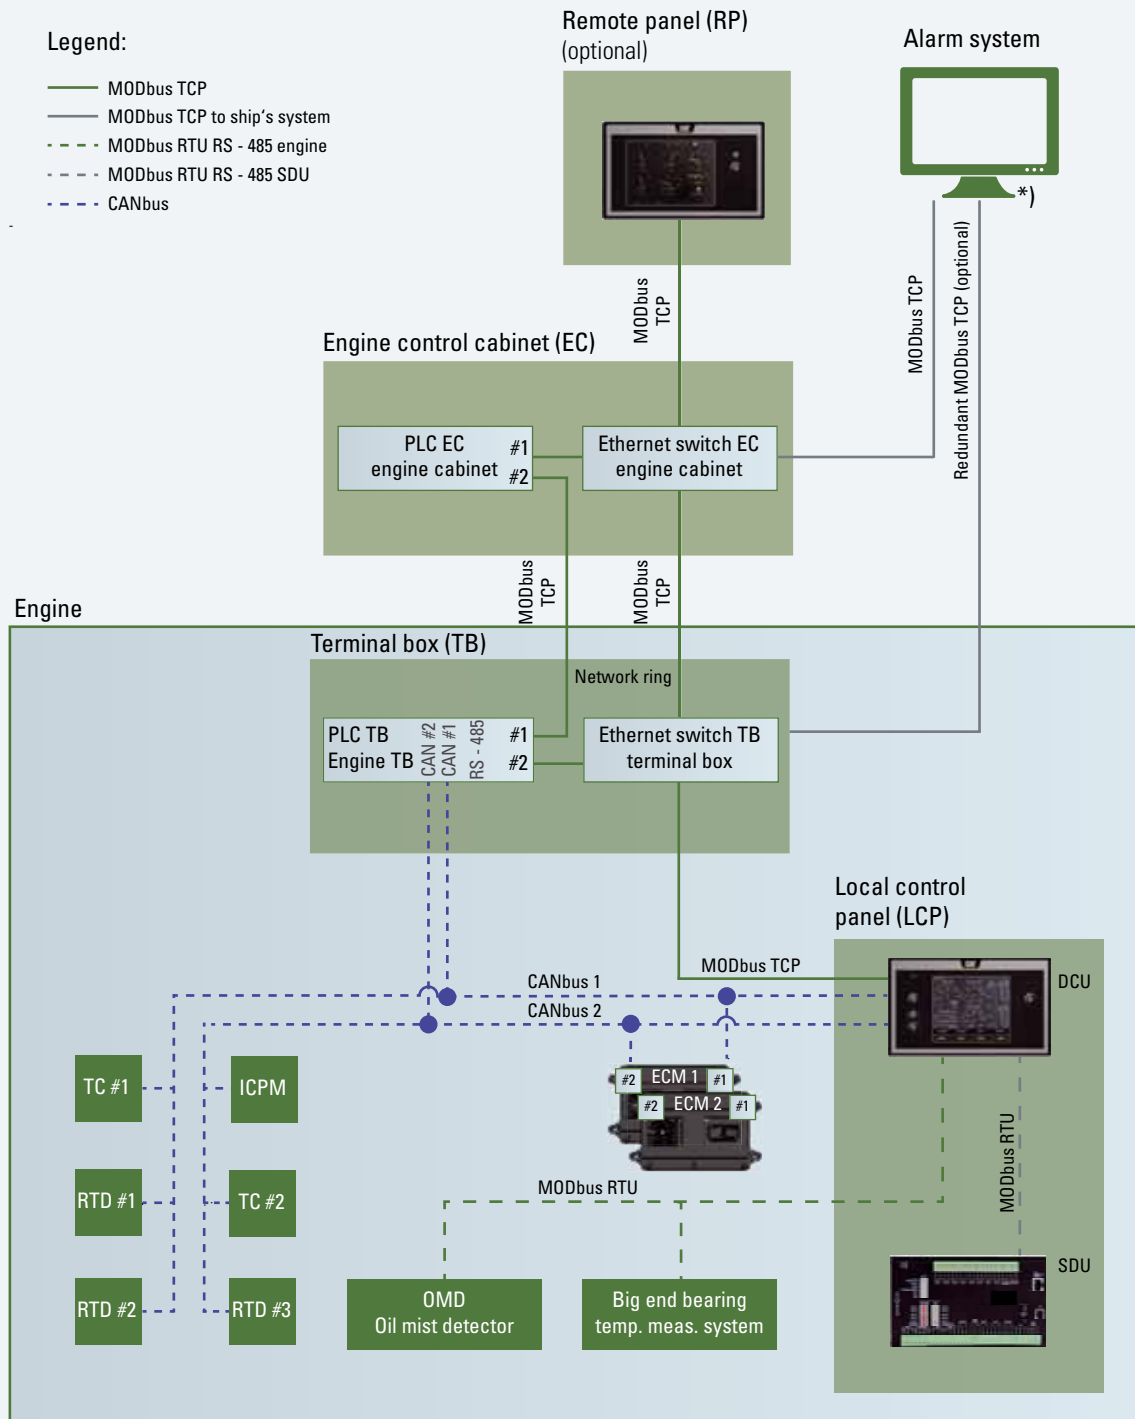 Legend:
MODbus TCP
MODbus TCP to ship's system
MODbus RTU RS - 485 engine
MODbus RTU RS - 485 SDU
CANbus
-
Remote panel (RP)
(optional)
Alarm system
*)
MODbus
TCP
MODbus TCP
Redundant MODbus TCP (optional)
Engine control cabinet (EC)
PLC EC
engine cabinet
#1
#2
Ethernet switch EC
engine cabinet
MODbus
TCP
MODbus
TCP
Engine
Terminal box (TB)
Network ring
PLC TB
Engine TB
CAN #2
CAN #1
RS - 485
#1
#2
Ethernet switch TB
terminal box
Local control
panel (LCP)
MODbus TCP
DCU
CANbus 1
CANbus 2
TC #1
ICPM
#2
ECM 1
#1
#2
ECM 2
#1
RTD #1
TC #2
MODbus RTU
MODbus RTU
RTD #2
RTD #3
OMD
Oil mist detector
Big end bearing
temp. meas. system
SDU